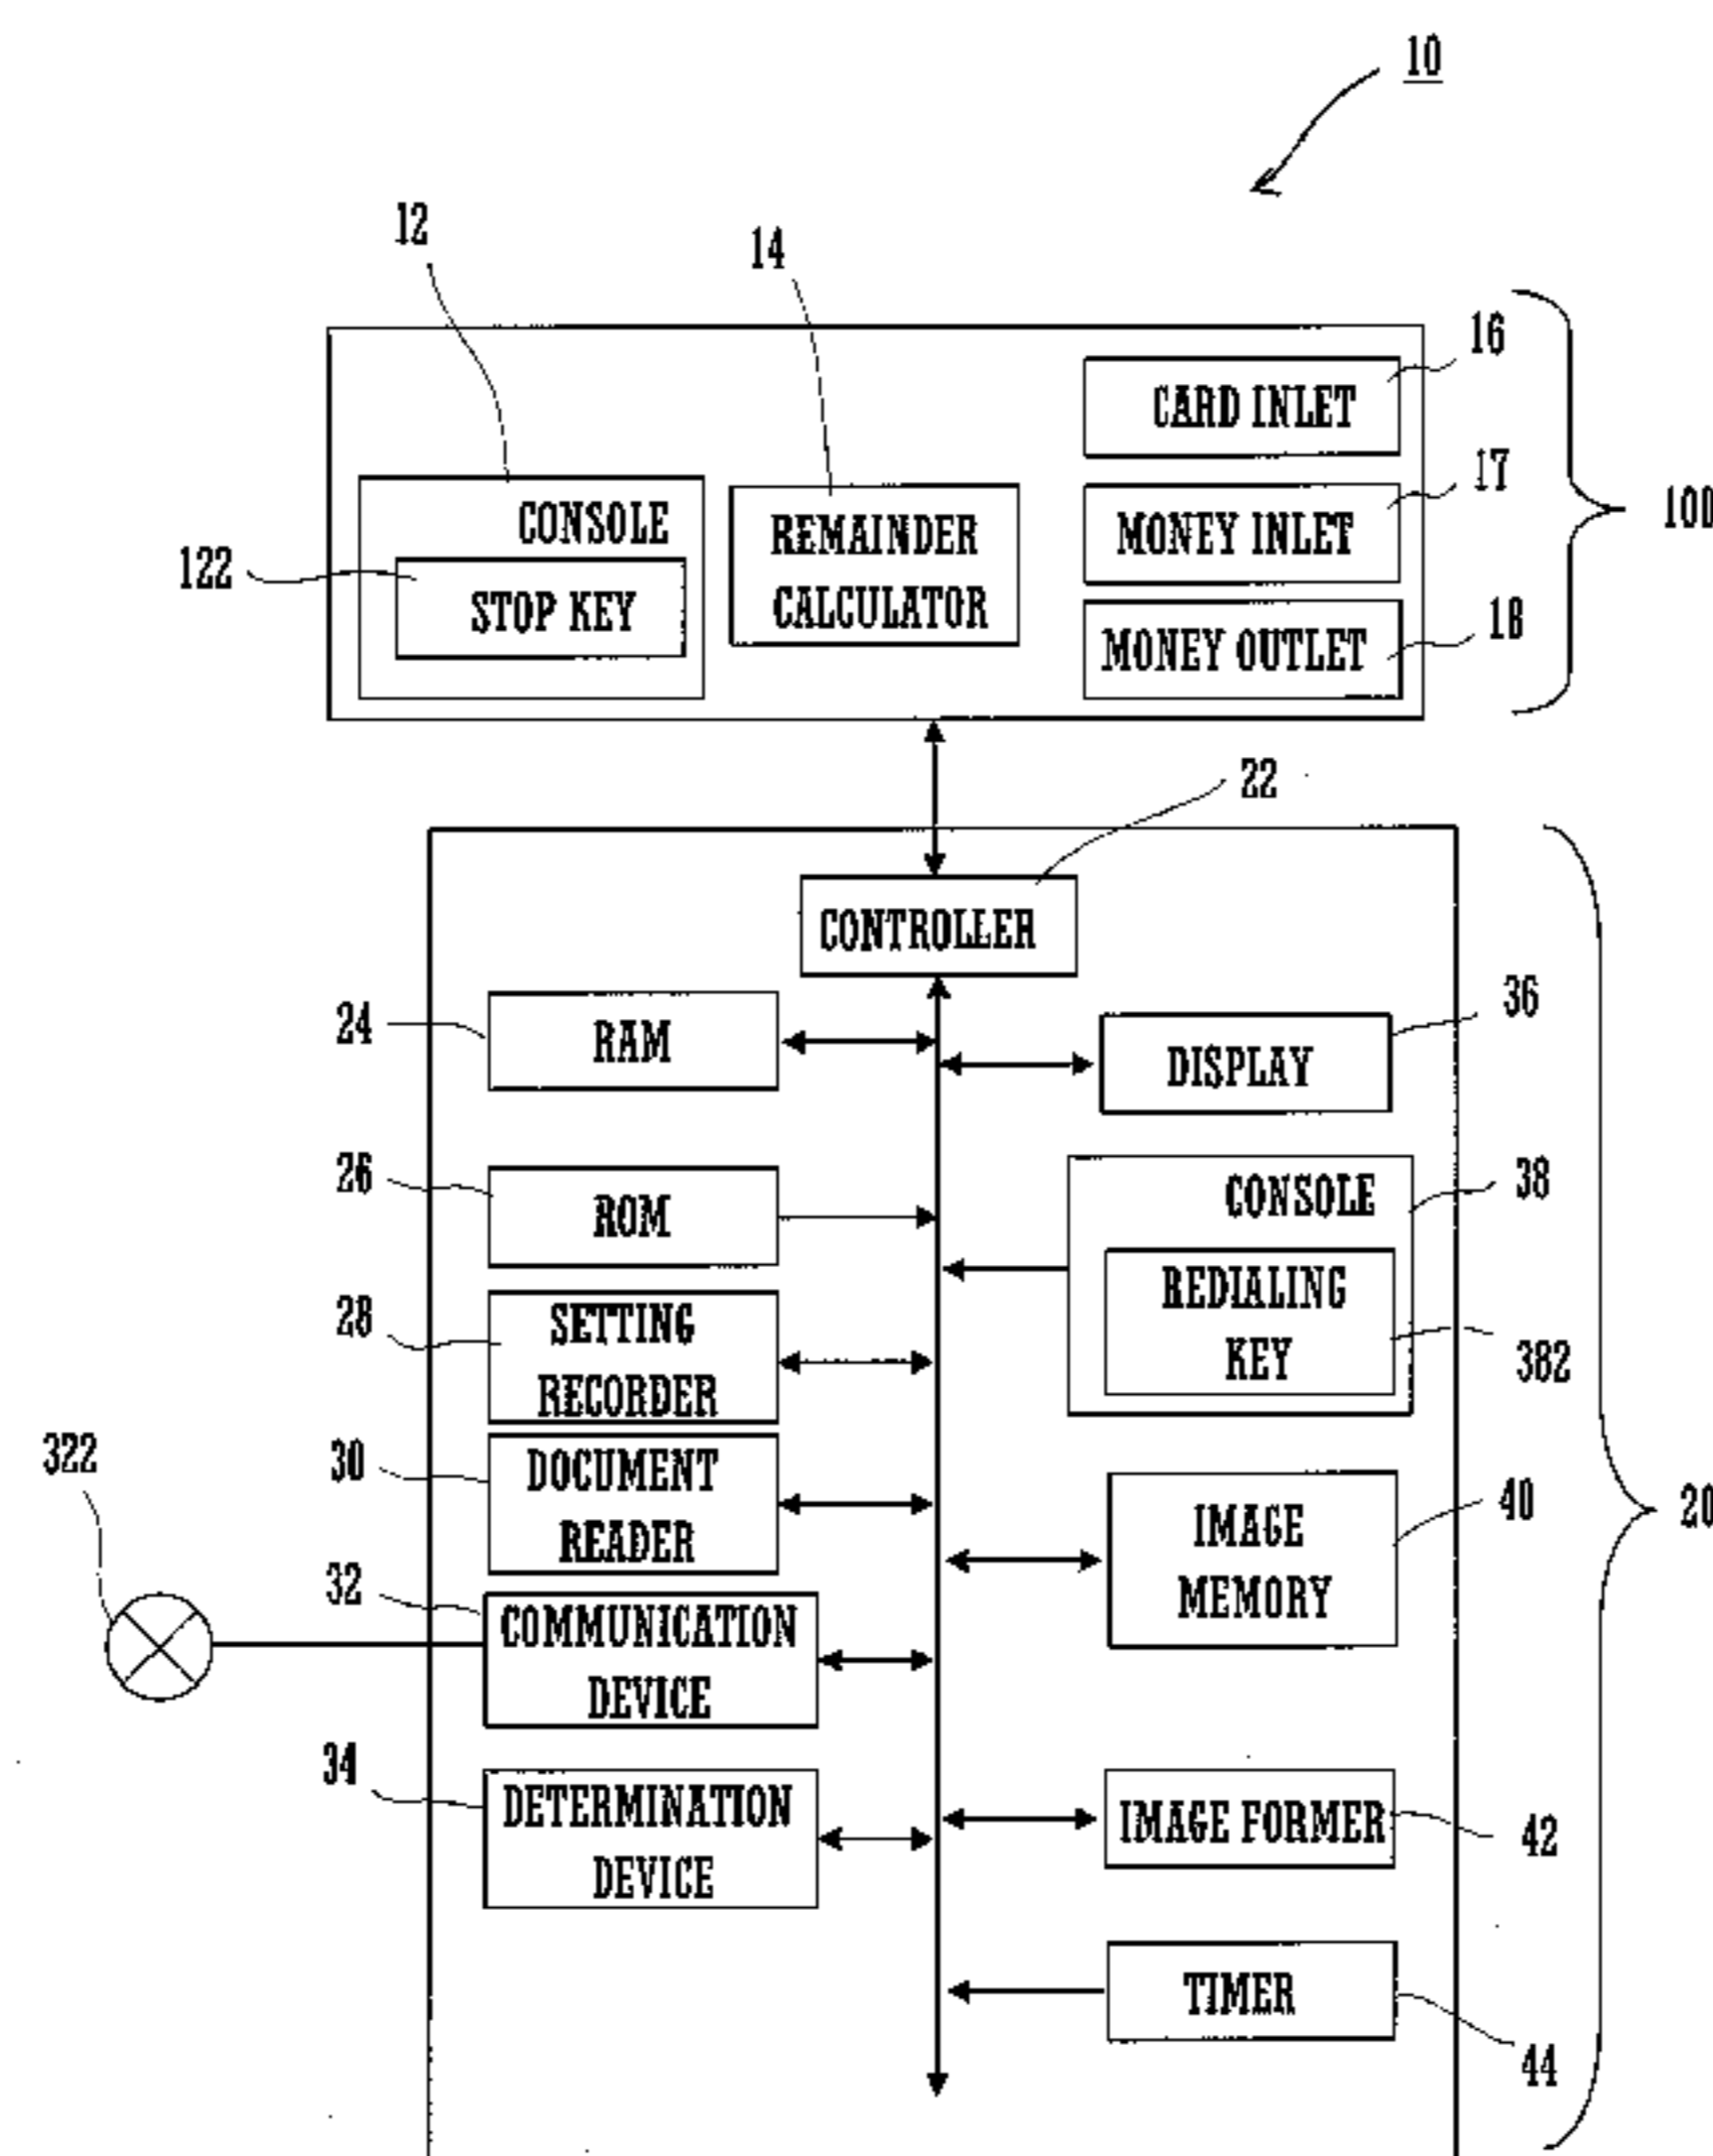 10
12
14
16
CARD INLET
17
100
CONSOLE
REMAINDER
CALCULATOR
MONEY INLET
122
STOP KEY
18
MONEY OUTLET
22
CONTROLLER
24
RAM
36
DISPLAY
26
ROM
38
CONSOLE
REDIALING
KEY
382
28
SETTING
RECORDER
322
30
DOCUMENT
READER
40
IMAGE
MEMORY
20
32
COMMUNICATION
DEVICE
34
DETERMINATION
DEVICE
IMAGE FORMER
42
TIMER
44